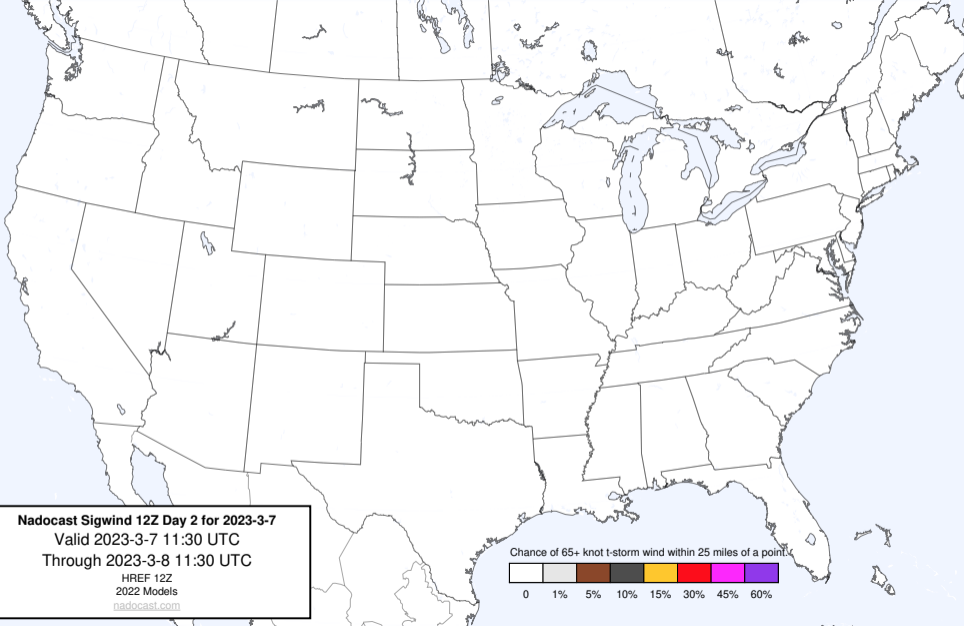 Nadocast Sigwind 12Z Day 2 for 2023-3-7
Valid 2023-3-7 11:30 UTC
Through 2023-3-8 11:30 UTC
HREF 12Z
2022 Models
nadocast.com
Chance of 65+ knot t-storm wind within 25 miles of a point.
0 1% 5% 10% 15% 30% 45% 60%